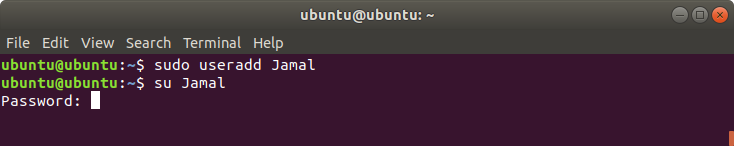 ubuntu@ubuntu: ~
File Edit View Search Terminal Help
ubuntu@ubuntu:~$ sudo useradd Jamal
ubuntu@ubuntu:~$ su Jamal
Password: